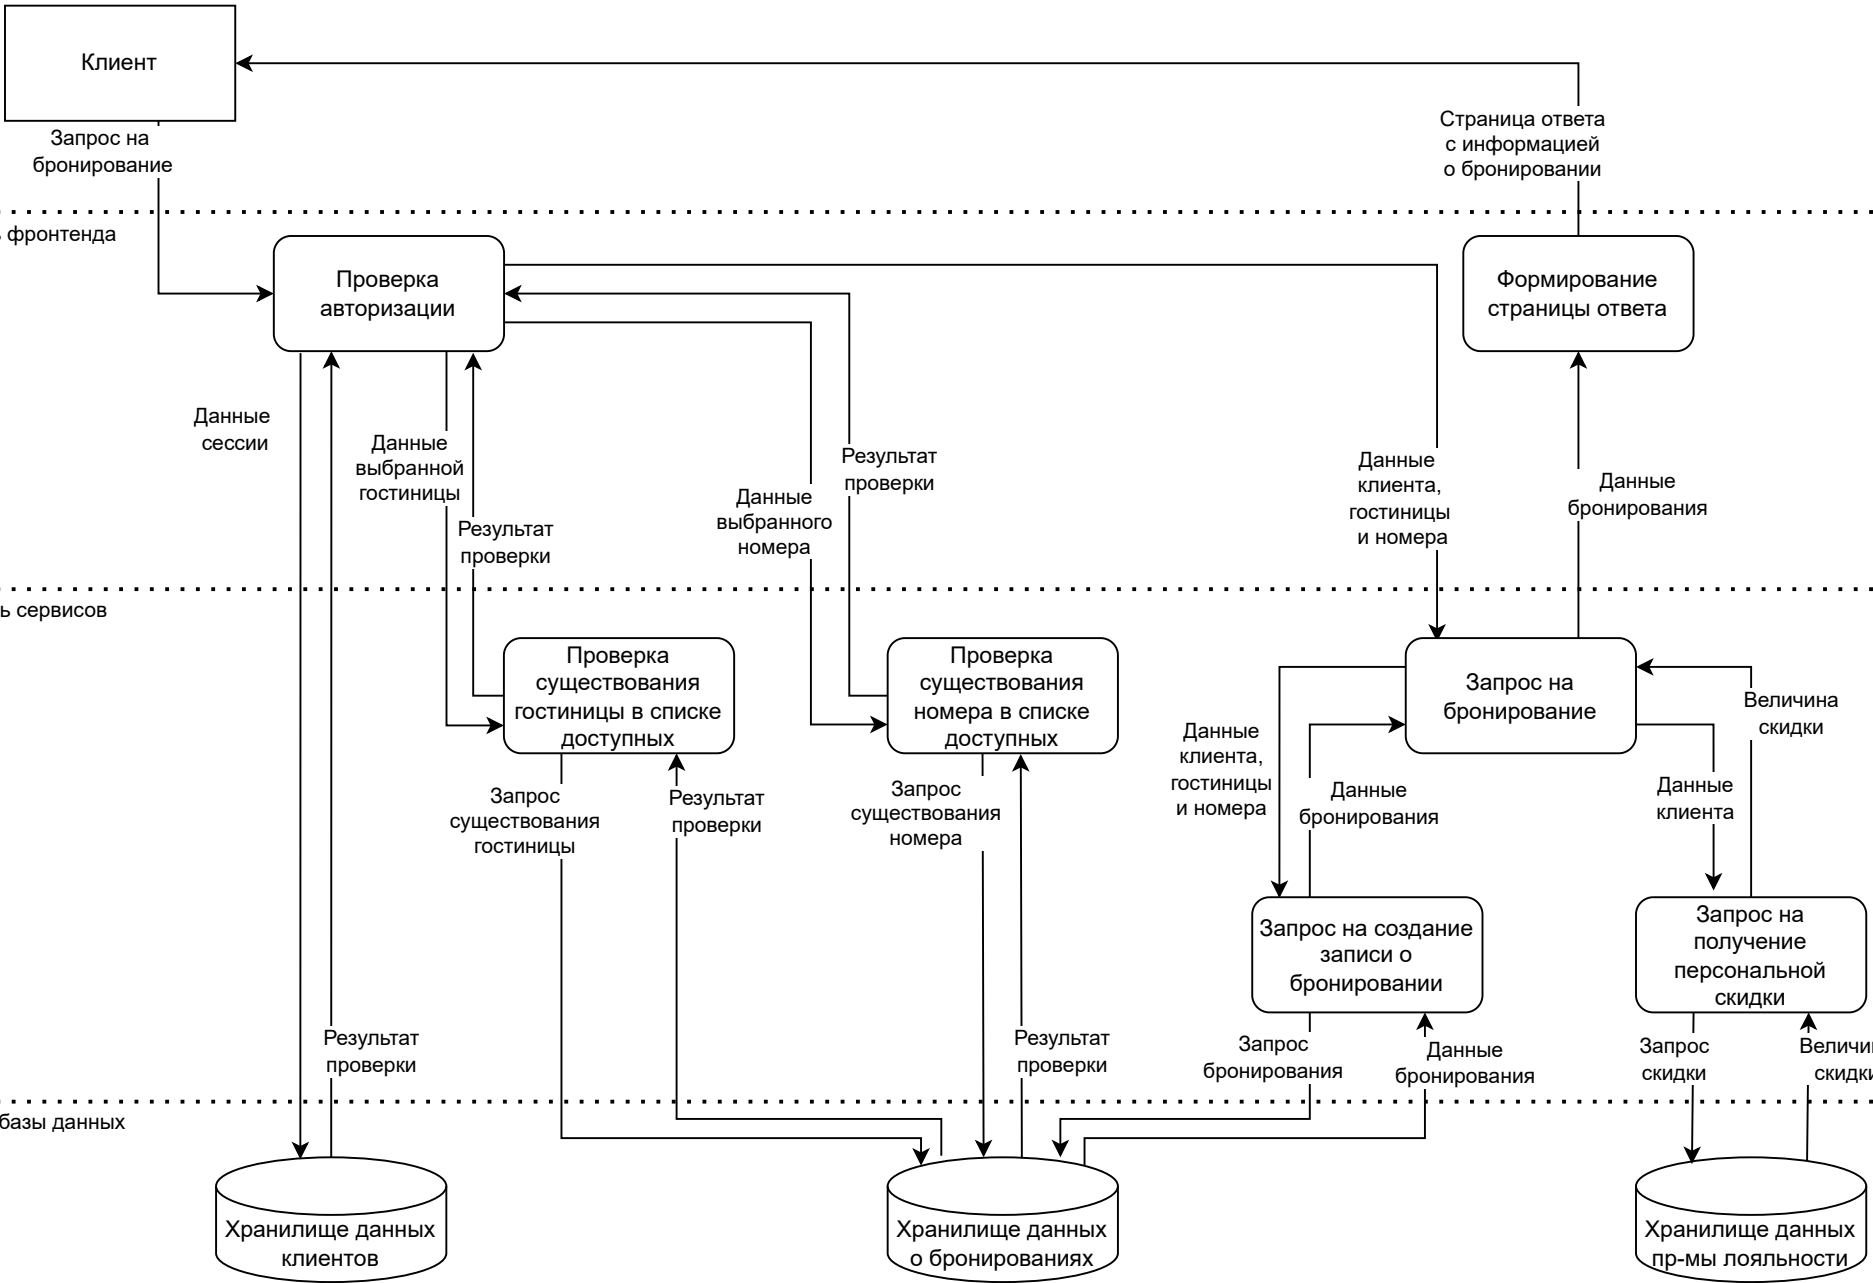 Клиент
Запрос на
бронирование
Страница ответа
с информацией
о бронировании
ь фронтенда
Проверка
авторизации
Формирование
страницы ответа
Данные
сессии
Данные
выбранной
гостиницы
Результат
проверки
Данные
выбранного
номера
Результат
проверки
Данные
клиента,
гостиницы
и номера
Данные
бронирования
ь сервисов
Проверка
существования
гостиницы в списке
доступных
Проверка
существования
номера в списке
доступных
Запрос на
бронирование
Величина
скидки
Данные
клиента,
гостиницы
и номера
Данные
бронирования
Данные
клиента
Запрос
существования
гостиницы
Результат
проверки
Запрос
существования
номера
Запрос на создание
записи о
бронировании
Запрос на
получение
персональной
скидки
Результат
проверки
Результат
проверки
Запрос
бронирования
Данные
бронирования
Запрос
скидки
Величин
скидки
базы данных
Хранилище данных
клиентов
Хранилище данных
о бронированиях
Хранилище данных
пр-мы лояльности